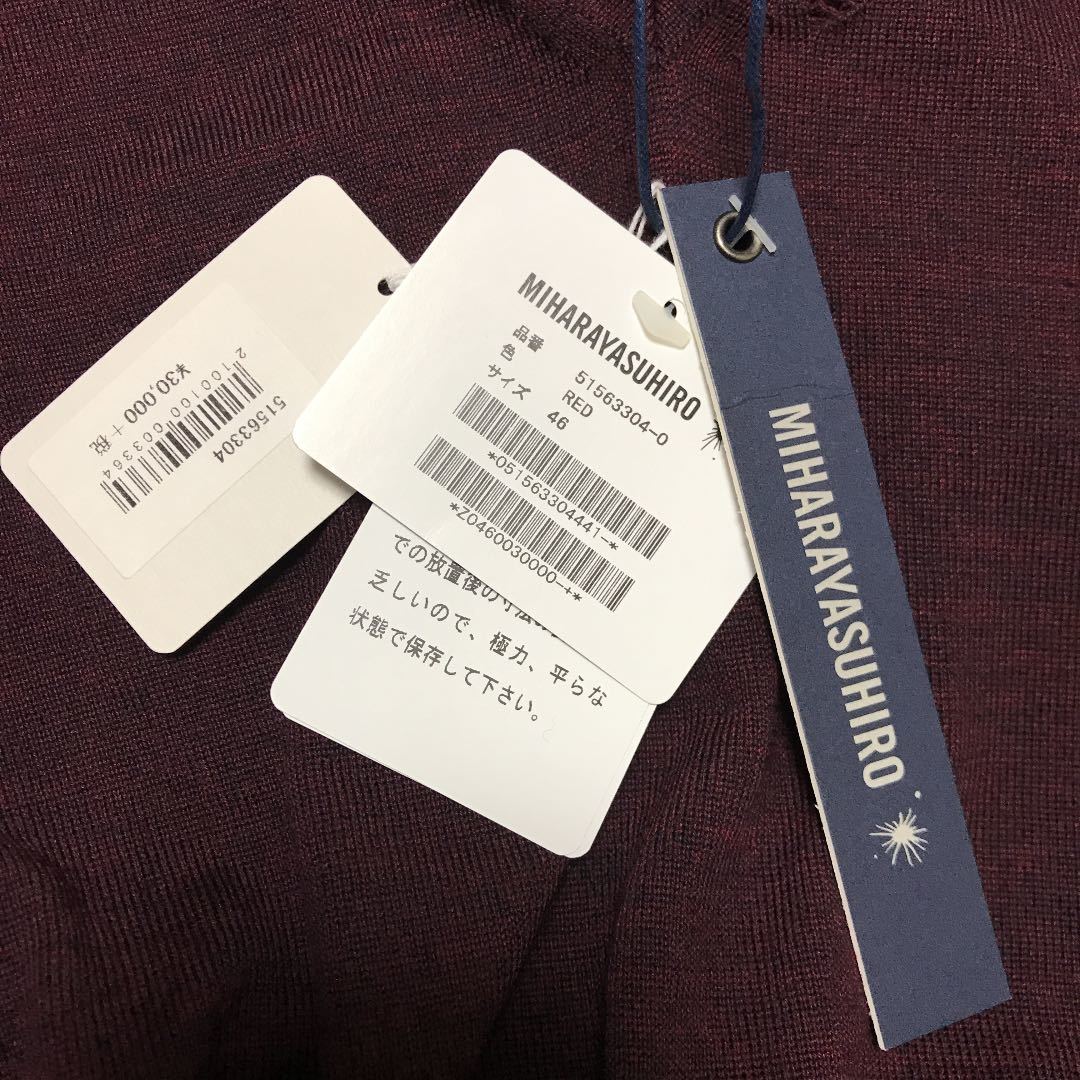 51563304
2100100003364
¥30,000 + 税
MIHARAYASUHIRO
品番 51563304-0
色 RED
サイズ 46
*051563304441-*
*Z0460030000-+*
での放置後の寸法の
乏しいので、極力、平らな
状態で保存して下さい。
MIHARAYASUHIRO